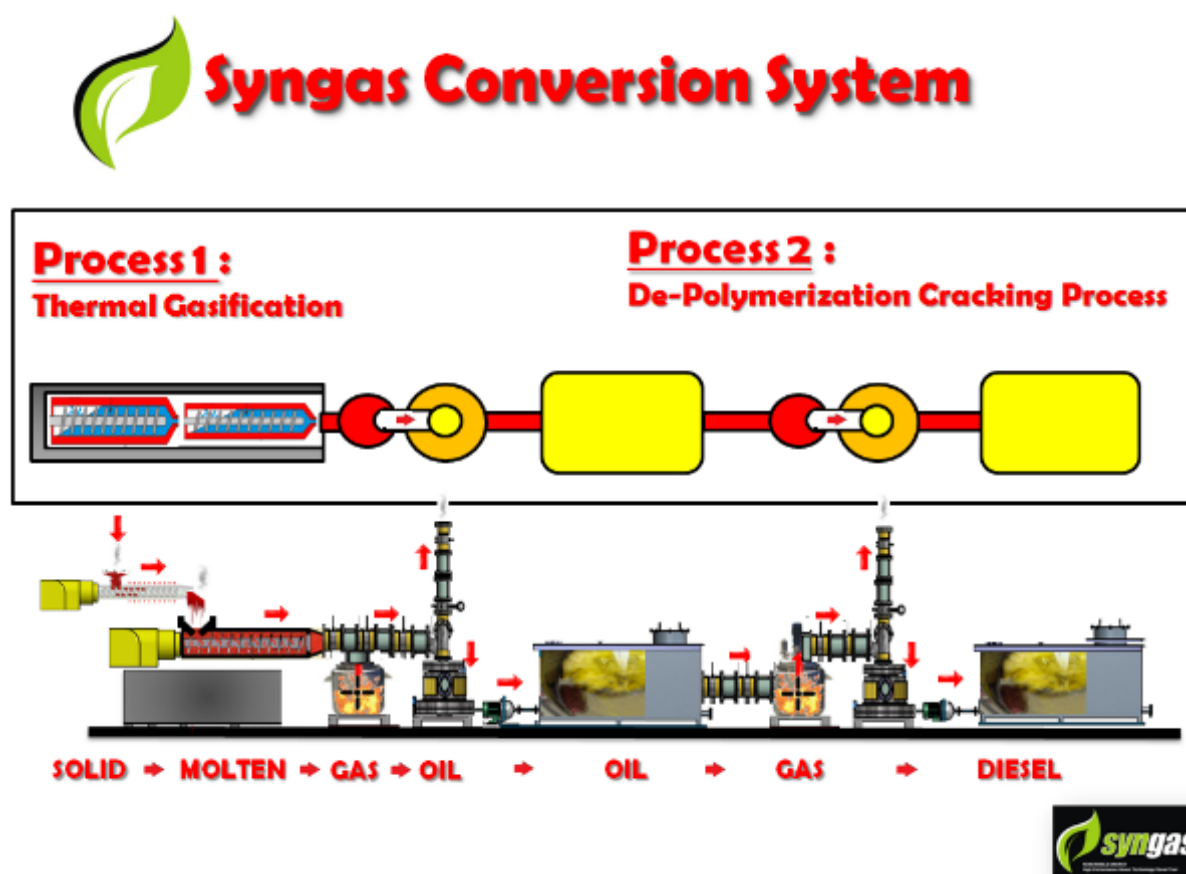 Syngas Conversion System
Process 1 :
Thermal Gasification
Process 2 :
De-Polymerization Cracking Process
SOLID → MOLTEN → GAS → OIL → OIL → GAS → DIESEL
syngas